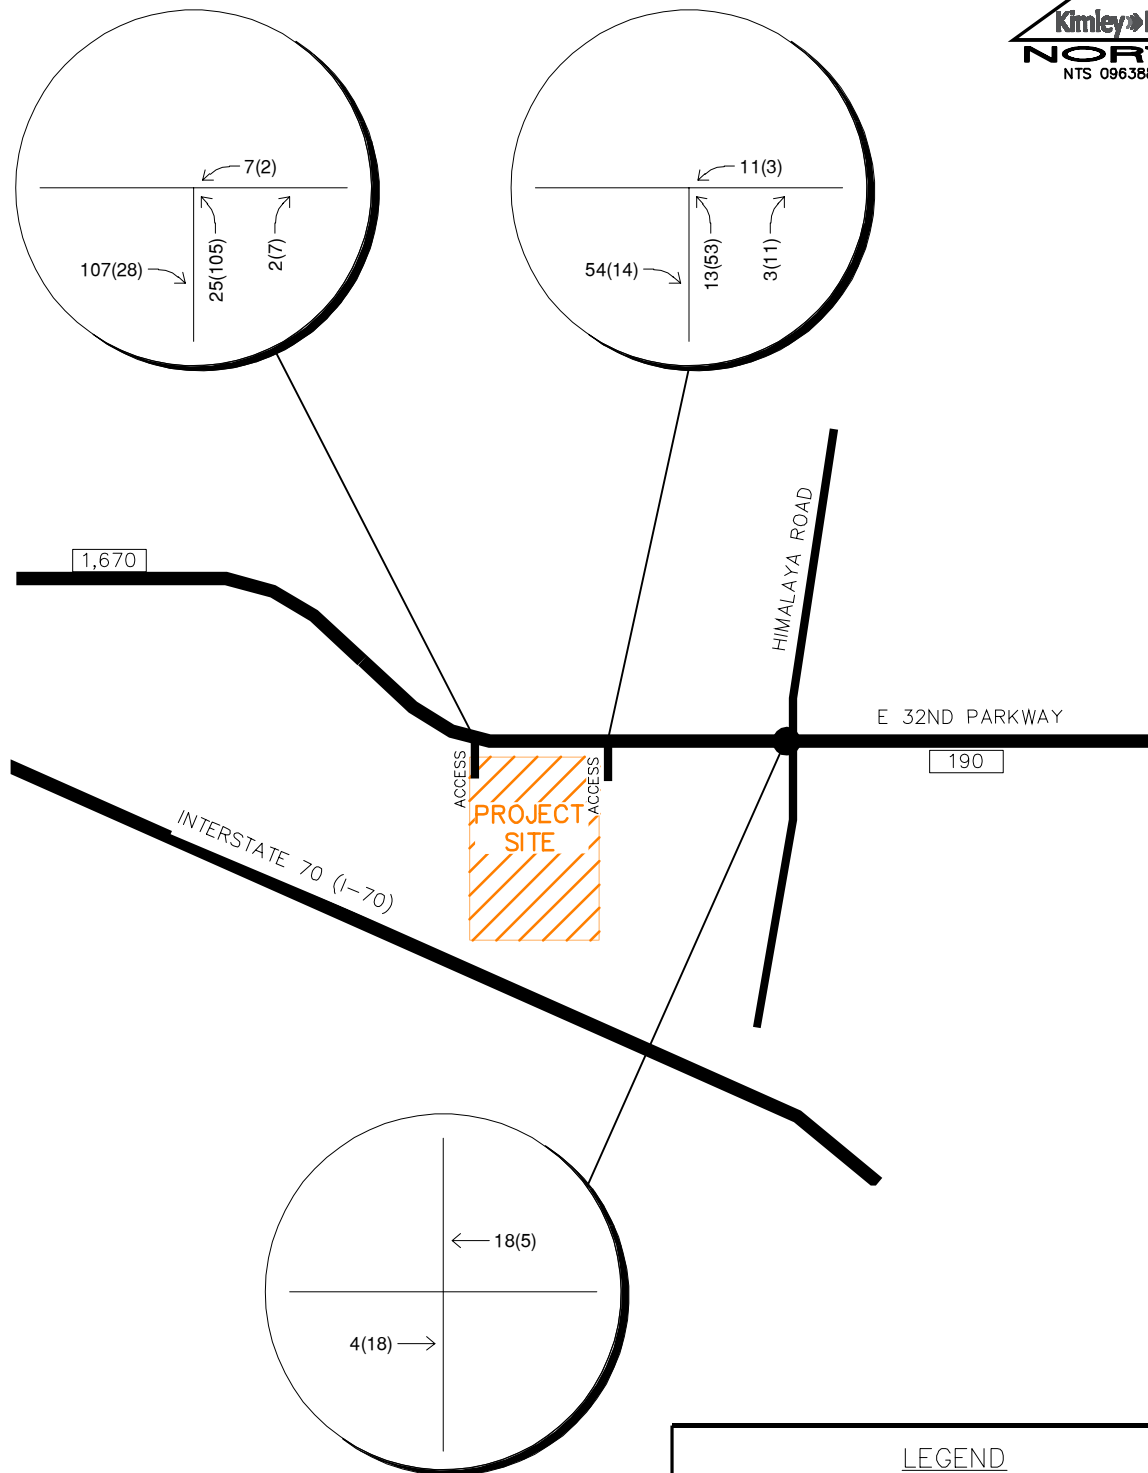 Kimley»
NORT
NTS 09638
7(2)
107(28)
25(105)
2(7)
11(3)
54(14)
13(53)
3(11)
1,670
HIMALAYA ROAD
E 32ND PARKWAY
190
ACCESS
ACCESS
PROJECT
SITE
INTERSTATE 70 (I-70)
18(5)
4(18)
LEGEND